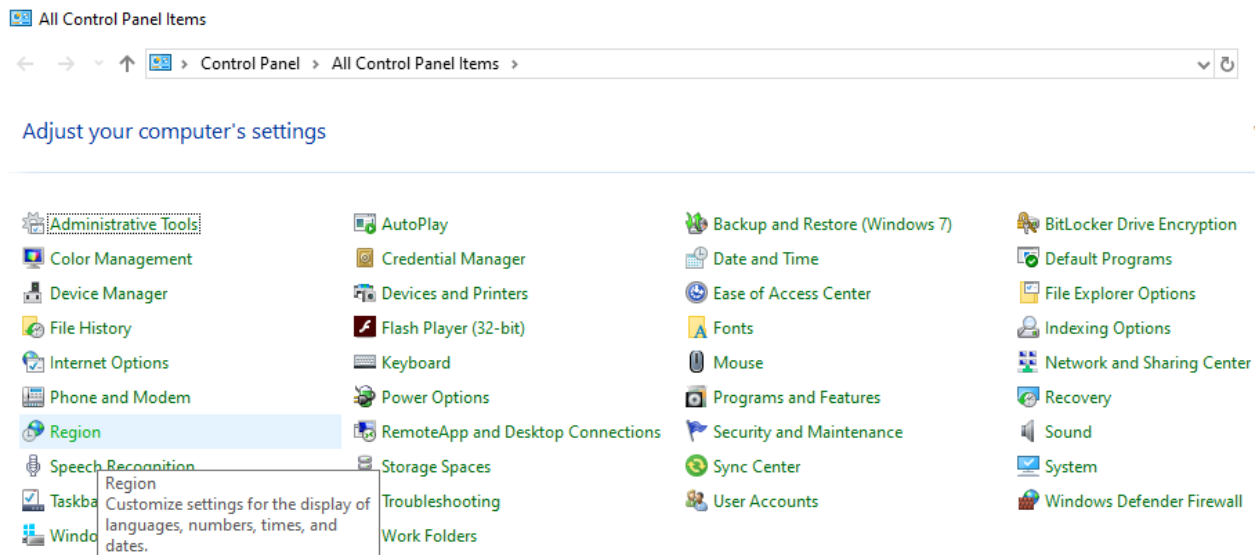 All Control Panel Items
Control Panel > All Control Panel Items >
Adjust your computer's settings
Administrative Tools AutoPlay Backup and Restore (Windows 7) BitLocker Drive Encryption
Color Management Credential Manager Date and Time Default Programs
Device Manager Devices and Printers Ease of Access Center File Explorer Options
File History Flash Player (32-bit) Fonts Indexing Options
Internet Options Keyboard Mouse Network and Sharing Center
Phone and Modem Power Options Programs and Features Recovery
Region RemoteApp and Desktop Connections Security and Maintenance Sound
Speech Recognition Storage Spaces Sync Center System
Taskba Troubleshooting User Accounts Windows Defender Firewall
Windo Work Folders
Region
Customize settings for the display of
languages, numbers, times, and
dates.